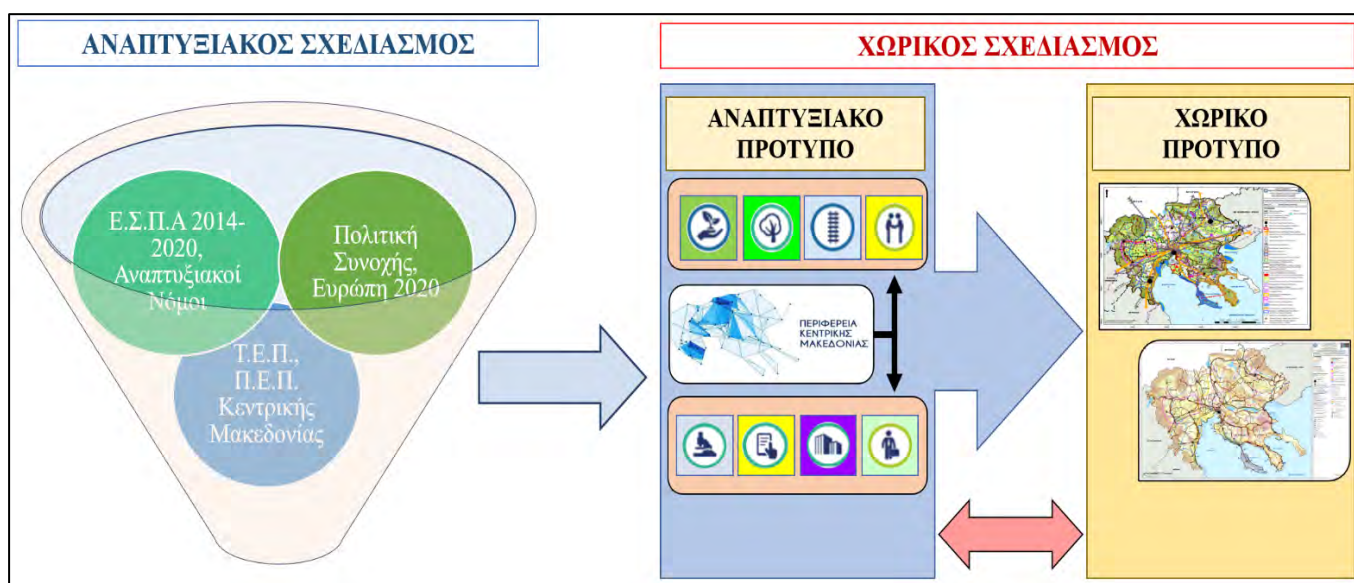 ΑΝΑΠΤΥΞΙΑΚΟΣ ΣΧΕΔΙΑΣΜΟΣ
Ε.Σ.Π.Α 2014-
2020,
Αναπτυξιακοί
Νόμοι
Πολιτική
Συνοχής,
Ευρώπη 2020
Τ.Ε.Π.,
Π.Ε.Π.
Κεντρικής
Μακεδονίας
ΧΩΡΙΚΟΣ ΣΧΕΔΙΑΣΜΟΣ
ΑΝΑΠΤΥΞΙΑΚΟ
ΠΡΟΤΥΠΟ
ΠΕΡΙΦΕΡΕΙΑ
ΚΕΝΤΡΙΚΗΣ
ΜΑΚΕΔΟΝΙΑΣ
ΧΩΡΙΚΟ
ΠΡΟΤΥΠΟ